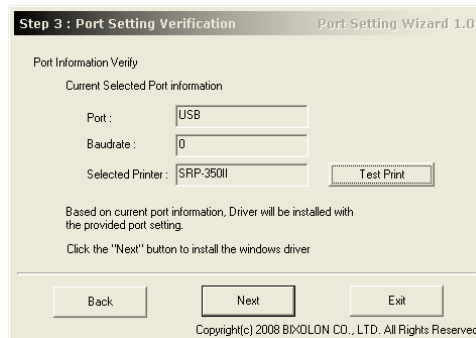 Step 3 : Port Setting Verification Port Setting Wizard 1.0
Port Information Verify
Current Selected Port information
Port : USB
Baudrate : 0
Selected Printer : SRP-350II Test Print
Based on current port information, Driver will be installed with
the provided port setting.
Click the "Next" button to install the windows driver
Back Next Exit
Copyright(c) 2008 BIXOLON CO., LTD. All Rights Reserved